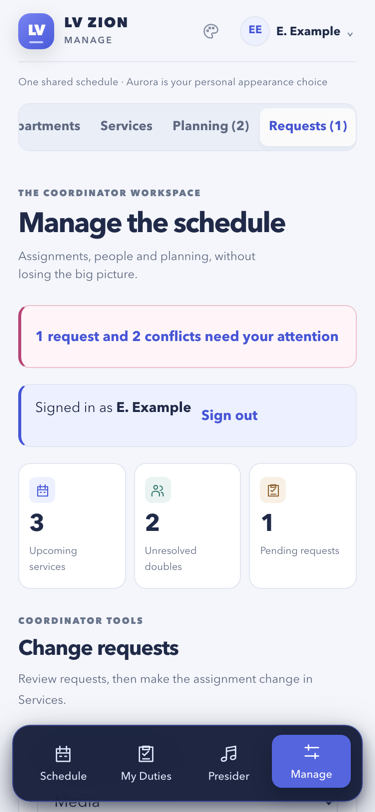 LV
LV ZION
MANAGE
EE
E. Example
One shared schedule · Aurora is your personal appearance choice
partments
Services
Planning (2)
Requests (1)
THE COORDINATOR WORKSPACE
Manage the schedule
Assignments, people and planning, without
losing the big picture.
1 request and 2 conflicts need your attention
Signed in as E. Example
Sign out
3
Upcoming
services
2
Unresolved
doubles
1
Pending requests
COORDINATOR TOOLS
Change requests
Review requests, then make the assignment change in
Services.
Schedule
My Duties
Presider
Manage
Media